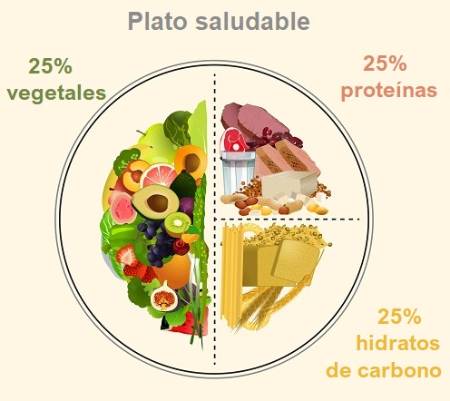 Plato saludable
25%
vegetales
25%
proteínas
25%
hidratos
de carbono